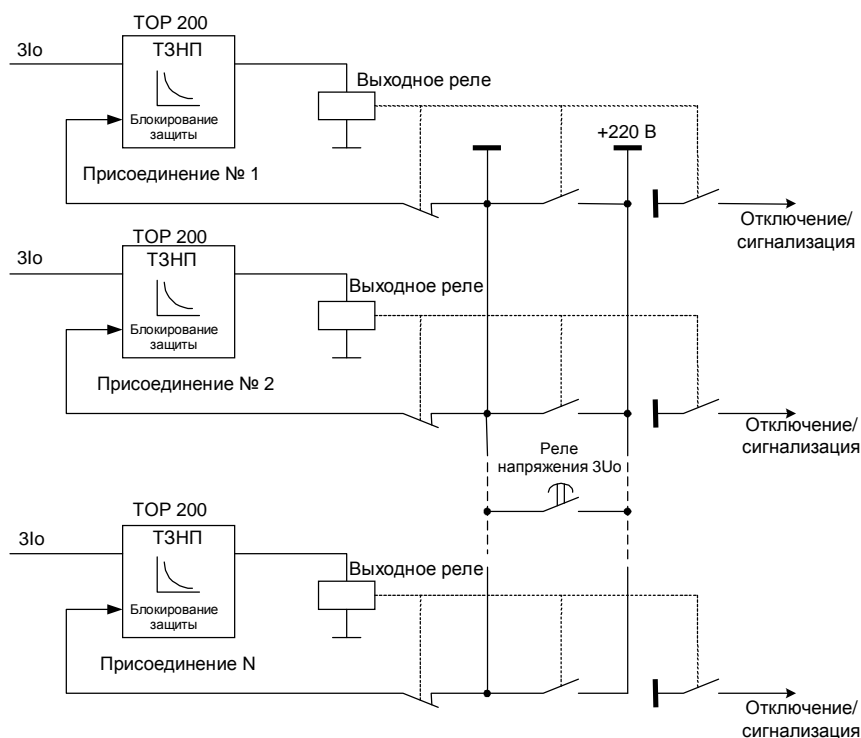 ТОР 200
3Io
ТЗНП
Выходное реле
Блокирование
защиты
+220 В
Присоединение № 1
Отключение/
сигнализация
ТОР 200
3Io
ТЗНП
Выходное реле
Блокирование
защиты
Присоединение № 2
Отключение/
сигнализация
Реле
напряжения 3Uo
ТОР 200
3Io
ТЗНП
Выходное реле
Блокирование
защиты
Присоединение N
Отключение/
сигнализация